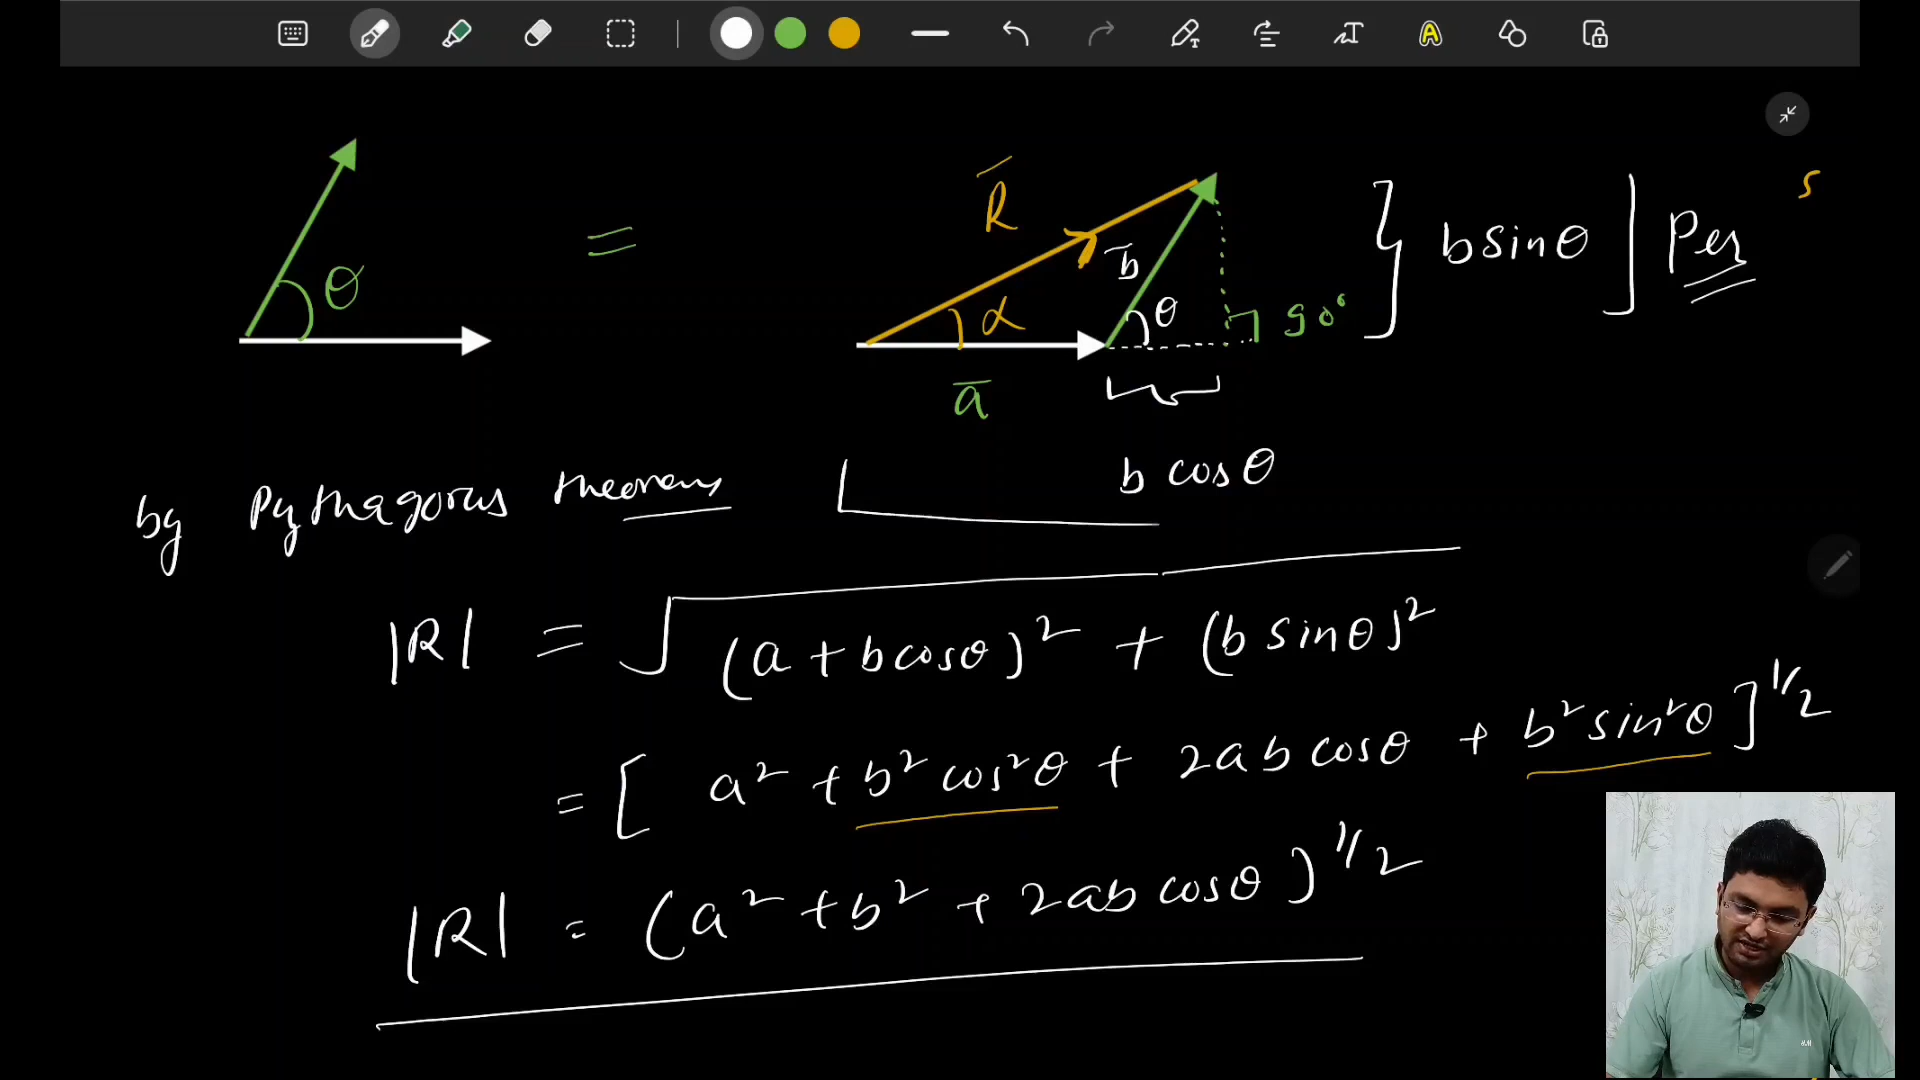 θ = R̅ b̅ α θ 90° } b sinθ ] Per s
a̅
b cosθ
by Pythagorus theorem
|R| = √(a + b cosθ)² + (b sinθ)²
= [ a² + b² cos²θ + 2ab cosθ + b² sin²θ ]^1/2
|R| = (a² + b² + 2ab cosθ)^1/2